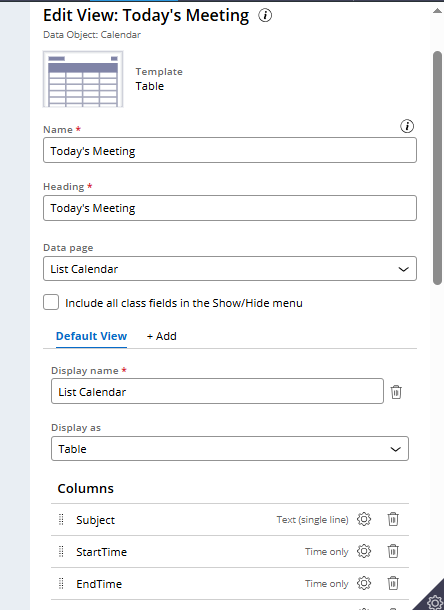 Edit View: Today's Meeting
Data Object: Calendar
Template
Table
Name *
Today's Meeting
Heading *
Today's Meeting
Data page
List Calendar
Include all class fields in the Show/Hide menu
Default View + Add
Display name *
List Calendar
Display as
Table
Columns
Subject Text (single line)
StartTime Time only
EndTime Time only